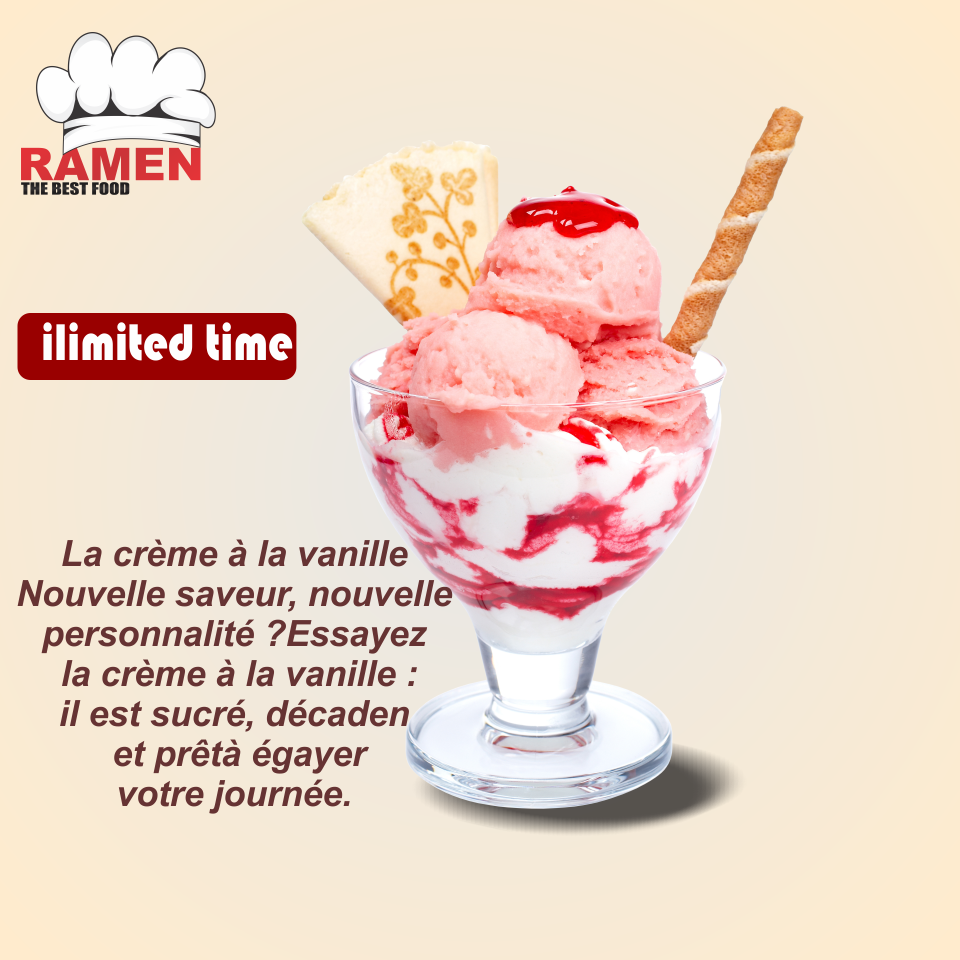 RAMEN
THE BEST FOOD
ilimited time
La crème à la vanille
Nouvelle saveur, nouvelle
personnalité ?Essayez
la crème à la vanille :
il est sucré, décaden
et prêtà égayer
votre journée.